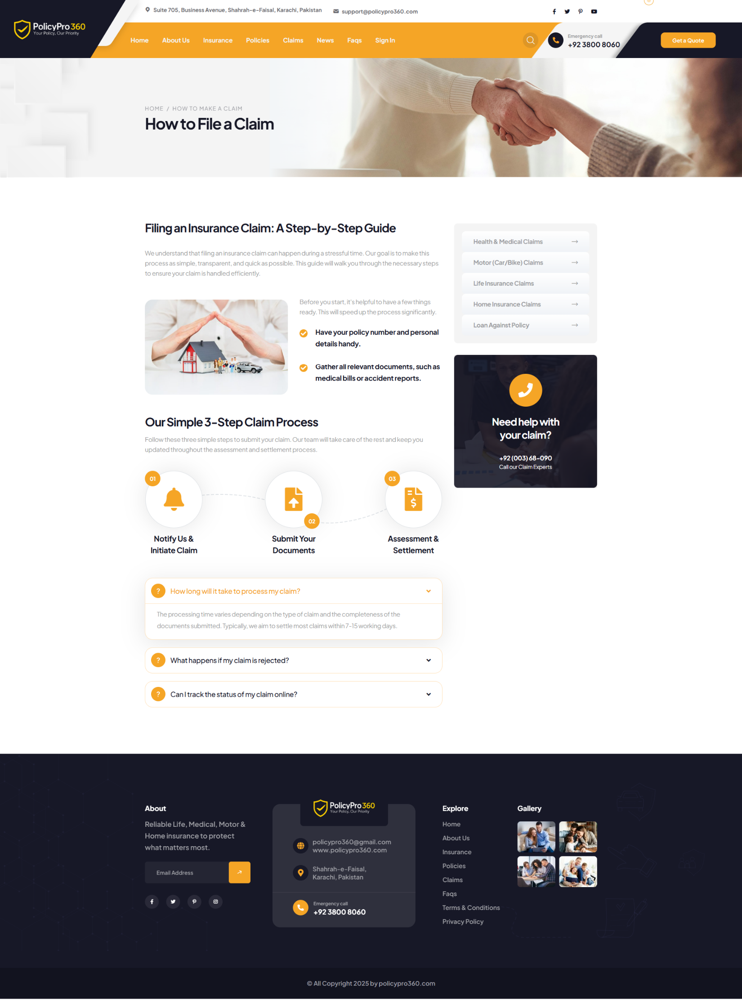 PolicyPro 360
Your Policy, Our Priority
Suite 705, Business Avenue, Shahrah-e-Faisal, Karachi, Pakistan
support@policypro360.com
Home
About Us
Insurance
Policies
Claims
News
Faqs
Sign In
Emergency call
+92 3800 8060
Get a Quote
HOME / HOW TO MAKE A CLAIM
How to File a Claim
Filing an Insurance Claim: A Step-by-Step Guide
We understand that filing an insurance claim can happen during a stressful time. Our goal is to make this
process as simple, transparent, and quick as possible. This guide will walk you through the necessary steps
to ensure your claim is handled efficiently.
Before you start, it's helpful to have a few things
ready. This will speed up the process significantly.
Have your policy number and personal
details handy.
Gather all relevant documents, such as
medical bills or accident reports.
Our Simple 3-Step Claim Process
Follow these three simple steps to submit your claim. Our team will take care of the rest and keep you
updated throughout the assessment and settlement process.
01
Notify Us &
Initiate Claim
02
Submit Your
Documents
03
$
Assessment &
Settlement
? How long will it take to process my claim?
The processing time varies depending on the type of claim and the completeness of the
documents submitted. Typically, we aim to settle most claims within 7-15 working days.
? What happens if my claim is rejected?
? Can I track the status of my claim online?
Health & Medical Claims
Motor (Car/Bike) Claims
Life Insurance Claims
Home Insurance Claims
Loan Against Policy
Need help with
your claim?
+92 (003) 68-090
Call our Claim Experts
About
Reliable Life, Medical, Motor &
Home insurance to protect
what matters most.
Email Address
PolicyPro 360
Your Policy, Our Priority
policypro360@gmail.com
www.policypro360.com
Shahrah-e-Faisal,
Karachi, Pakistan
Emergency call
+92 3800 8060
Explore
Home
About Us
Insurance
Policies
Claims
Faqs
Terms & Conditions
Privacy Policy
Gallery
© All Copyright 2025 by policypro360.com